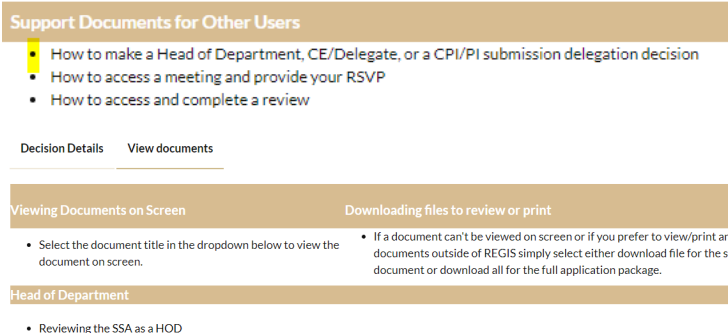 Support Documents for Other Users
• How to make a Head of Department, CE/Delegate, or a CPI/PI submission delegation decision
• How to access a meeting and provide your RSVP
• How to access and complete a review
Decision Details View documents
Viewing Documents on Screen
• Select the document title in the dropdown below to view the
document on screen.
Downloading files to review or print
• If a document can't be viewed on screen or if you prefer to view/print
documents outside of REGIS simply select either download file for the
document or download all for the full application package.
Head of Department
• Reviewing the SSA as a HOD